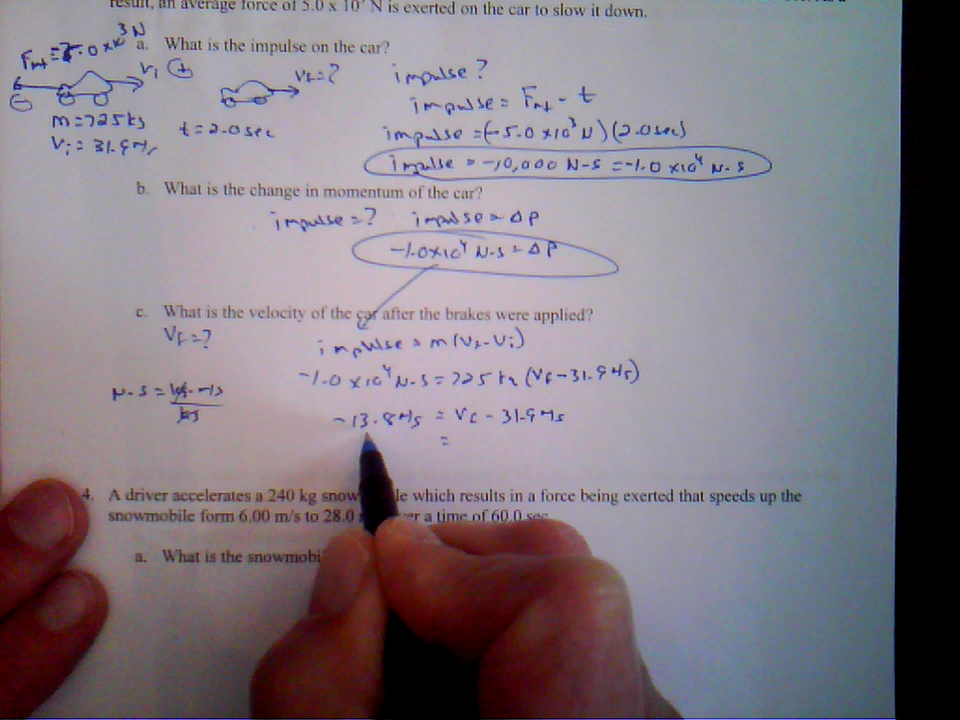 result, an average force of 5.0 x 10³ N is exerted on the car to slow it down.
a. What is the impulse on the car?
Fnet = -5.0 x 10³ N
Vi
+
Vf = ?
-
m = 725 kg
Vi = 31.9 m/s
t = 2.0 sec
impulse ?
impulse = Fnet · t
impulse = (-5.0 x 10³ N)(2.0 sec)
impulse = -10,000 N-s = -1.0 x 10⁴ N·s
b. What is the change in momentum of the car?
impulse = ? impulse = Δp
-1.0 x 10⁴ N·s = Δp
c. What is the velocity of the car after the brakes were applied?
Vf = ?
impulse = m(Vf - Vi)
-1.0 x 10⁴ N·s = 725 kg (Vf - 31.9 m/s)
N·s = kg·m/s
kg
-13.8 m/s = Vf - 31.9 m/s
=
4. A driver accelerates a 240 kg which results in a force being exerted that speeds up the
snowmobile form 6.00 m/s to 28.0 a time of 60.0 sec
a. What is the